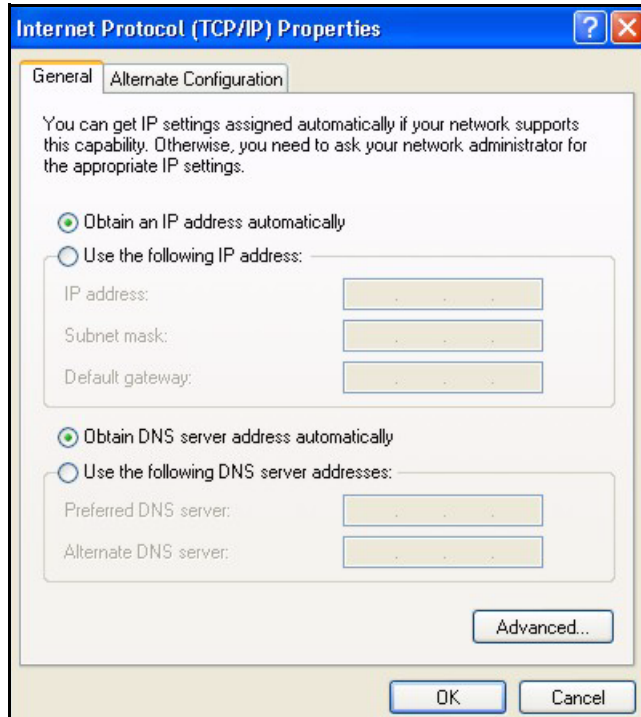 Internet Protocol (TCP/IP) Properties
General
Alternate Configuration
You can get IP settings assigned automatically if your network supports
this capability. Otherwise, you need to ask your network administrator for
the appropriate IP settings.
Obtain an IP address automatically
Use the following IP address:
IP address:
Subnet mask:
Default gateway:
Obtain DNS server address automatically
Use the following DNS server addresses:
Preferred DNS server:
Alternate DNS server:
Advanced...
OK
Cancel